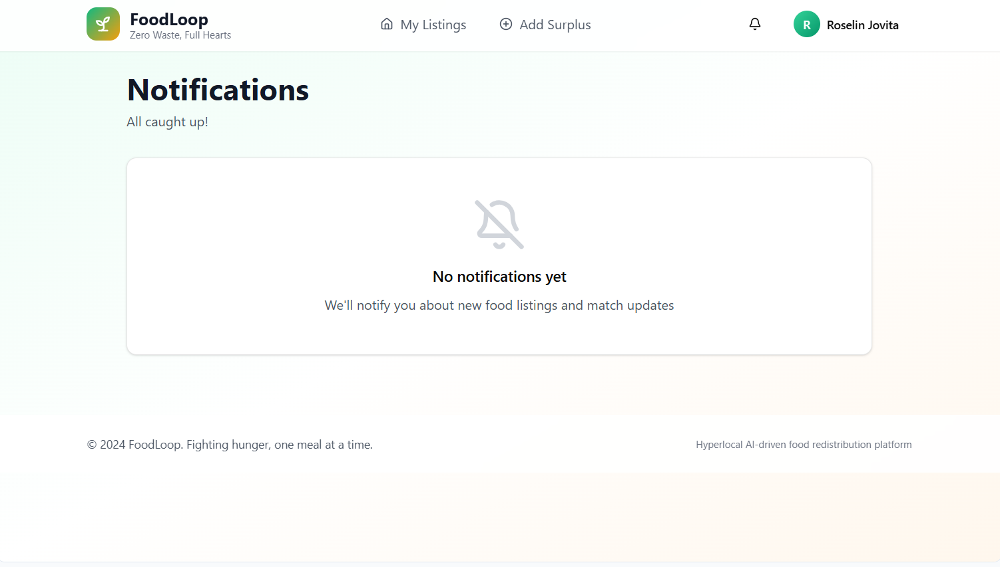 FoodLoop
Zero Waste, Full Hearts
My Listings
Add Surplus
R
Roselin Jovita
Notifications
All caught up!
No notifications yet
We'll notify you about new food listings and match updates
© 2024 FoodLoop. Fighting hunger, one meal at a time.
Hyperlocal AI-driven food redistribution platform